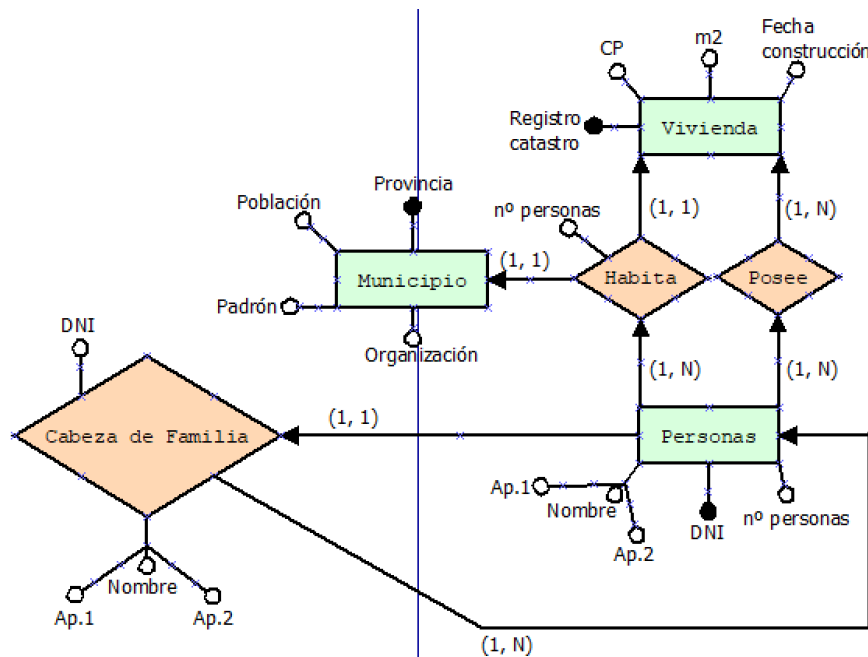 Fecha
construcción
m2
CP
Registro
catastro
Vivienda
Provincia
Población
nº personas
(1, 1)
(1, N)
(1, 1)
Municipio
Habita
Posee
Padrón
DNI
Organización
(1, N)
(1, N)
(1, 1)
Cabeza de Familia
Personas
Ap.1
Nombre
nº personas
DNI
Ap.2
Nombre
Ap.1
Ap.2
(1, N)